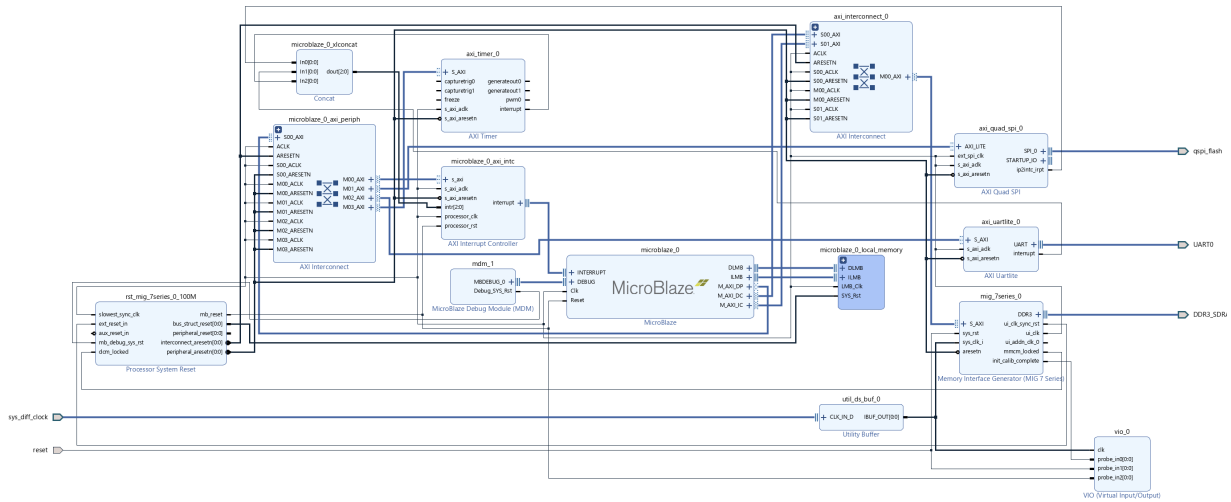 microblaze_0_xlconcat
In0[0:0]
In1[0:0]
In2[0:0]
dout[2:0]
Concat
axi_timer_0
S_AXI
capturetrig0
capturetrig1
freeze
s_axi_aclk
s_axi_aresetn
generateout0
generateout1
pwm0
interrupt
AXI Timer
axi_interconnect_0
S00_AXI
S01_AXI
ACLK
ARESETN
S00_ACLK
S00_ARESETN
M00_ACLK
M00_ARESETN
S01_ACLK
S01_ARESETN
M00_AXI
AXI Interconnect
microblaze_0_axi_periph
S00_AXI
ACLK
ARESETN
S00_ACLK
S00_ARESETN
M00_ACLK
M00_ARESETN
M01_ACLK
M01_ARESETN
M02_ACLK
M02_ARESETN
M03_ACLK
M03_ARESETN
M00_AXI
M01_AXI
M02_AXI
M03_AXI
AXI Interconnect
microblaze_0_axi_intc
s_axi
s_axi_aclk
s_axi_aresetn
intr[2:0]
processor_clk
processor_rst
interrupt
AXI Interrupt Controller
axi_quad_spi_0
AXI_LITE
ext_spi_clk
s_axi_aclk
s_axi_aresetn
SPI_0
STARTUP_IO
ip2intc_irpt
AXI Quad SPI
qspi_flash
axi_uartlite_0
S_AXI
s_axi_aclk
s_axi_aresetn
UART
interrupt
AXI Uartlite
UART0
mdm_1
MBDEBUG_0
Debug_SYS_Rst
MicroBlaze Debug Module (MDM)
microblaze_0
INTERRUPT
DEBUG
Clk
Reset
MicroBlaze
DLMB
ILMB
M_AXI_DP
M_AXI_DC
M_AXI_IC
MicroBlaze
microblaze_0_local_memory
DLMB
ILMB
LMB_Clk
SYS_Rst
rst_mig_7series_0_100M
slowest_sync_clk
ext_reset_in
aux_reset_in
mb_debug_sys_rst
dcm_locked
mb_reset
bus_struct_reset[0:0]
peripheral_reset[0:0]
interconnect_aresetn[0:0]
peripheral_aresetn[0:0]
Processor System Reset
mig_7series_0
S_AXI
sys_rst
sys_clk_i
aresetn
DDR3
ui_clk_sync_rst
ui_clk
ui_addn_clk_0
mmcm_locked
init_calib_complete
Memory Interface Generator (MIG 7 Series)
DDR3_SDRA
sys_diff_clock
util_ds_buf_0
CLK_IN_D
IBUF_OUT[0:0]
Utility Buffer
reset
vio_0
clk
probe_in0[0:0]
probe_in1[0:0]
probe_in2[0:0]
VIO (Virtual Input/Output)